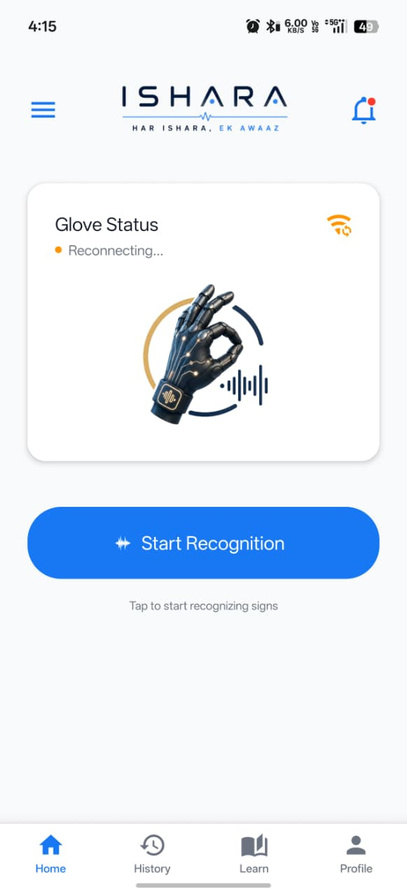 4:15
6.00 KB/S
5G
49
ISHARA
HAR ISHARA, EK AWAAZ
Glove Status
Reconnecting...
Start Recognition
Tap to start recognizing signs
Home
History
Learn
Profile